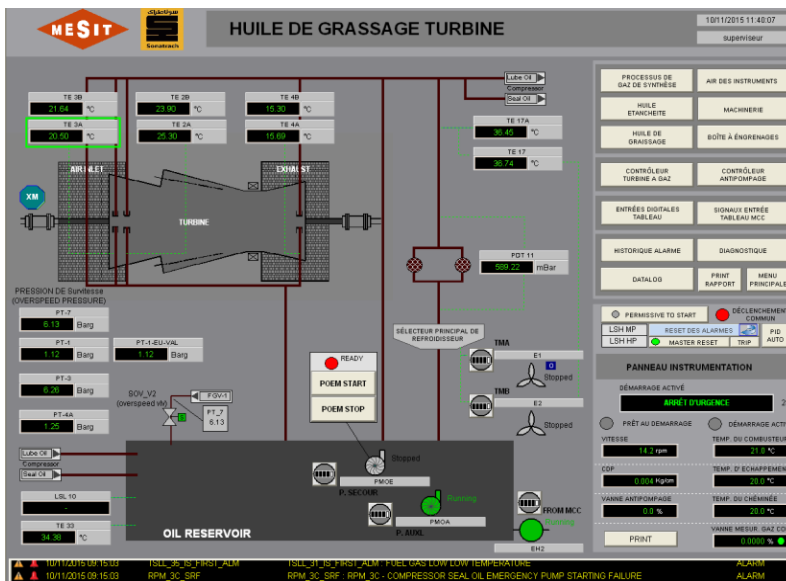 MESIT
سوناطراك
Sonatrach
HUILE DE GRASSAGE TURBINE
10/11/2015 11:40:07
superviseur
TE 3B
21.64 °C
TE 2B
23.90 °C
TE 4B
15.30 °C
TE 3A
20.50 °C
TE 2A
25.30 °C
TE 4A
15.69 °C
Lube Oil
Compressor
Seal Oil
TE 17A
36.45 °C
TE 17
36.74 °C
AIR INLET
EXHAUST
TURBINE
XM
PDT 11
589.22 mBar
PRESSION DE Survitesse
(OVERSPEED PRESSURE)
PT-7
6.13 Barg
PT-1
1.12 Barg
PT-1-EU-VAL
1.12 Barg
PT-3
6.26 Barg
PT-4A
1.25 Barg
SOV_V2
(overspeed vlv)
FGV-1
PT_7
6.13
SÉLECTEUR PRINCIPAL DE
REFROIDISSEUR
READY
POEM START
POEM STOP
TMA
E1
0
Stopped
TMB
E2
Stopped
Lube Oil
Compressor
Seal Oil
LSL 10
-
TE 33
34.38 °C
OIL RESERVOIR
Stopped
PMOE
P. SECOUR
Running
PMOA
P. AUXL
FROM MCC
Running
EH2
PROCESSUS DE
GAZ DE SYNTHÈSE
AIR DES INSTRUMENTS
HUILE
ETANCHEITE
MACHINERIE
HUILE DE
GRAISSAGE
BOÎTE À ENGRENAGES
CONTRÔLEUR
TURBINE A GAZ
CONTRÔLEUR
ANTIPOMPAGE
ENTRÉES DIGITALES
TABLEAU
SIGNAUX ENTRÉE
TABLEAU MCC
HISTORIQUE ALARME
DIAGNOSTIQUE
DATALOG
PRINT
RAPPORT
MENU
PRINCIPALE
PERMISSIVE TO START
DÉCLENCHEMENT
COMMUN
LSH MP
RESET DES ALARMES
PID
AUTO
LSH HP
MASTER RESET
TRIP
PANNEAU INSTRUMENTATION
DÉMARRAGE ACTIVÉ
ARRÊT D'URGENCE
2
PRÊT AU DEMARRAGE
DÉMARRAGE ACTI
VITESSE
14.2 rpm
TEMP. DU COMBUSTEUR
21.0 °C
CDP
0.004 Kg/cm
TEMP. D' ECHAPPEMENT
20.0 °C
VANNE ANTIPOMPAGE
0.0 %
TEMP. DU CHÉMINÉE
20.0 °C
PRINT
VANNE MESUR. GAZ CO
0.0000 %
10/11/2015 09:15:03 TSLL_35_IS_FIRST_ALM TSLL_31_IS_FIRST_ALM : FUEL GAS LOW LOW TEMPERATURE ALARM
10/11/2015 09:15:03 RPM_3C_SRF RPM_3C_SRF : RPM_3C - COMPRESSOR SEAL OIL EMERGENCY PUMP STARTING FAILURE ALARM